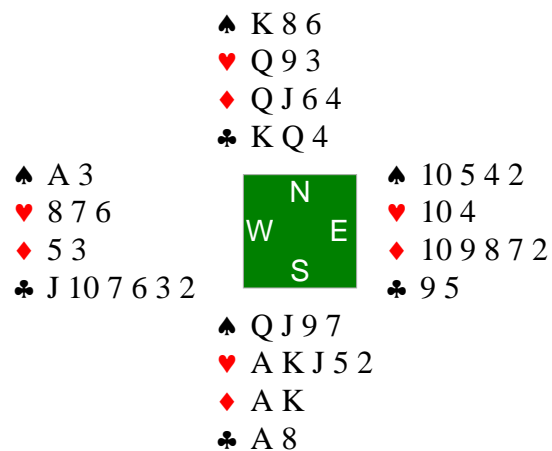 ♠ K 8 6
♥ Q 9 3
♦ Q J 6 4
♣ K Q 4
♠ A 3
♥ 8 7 6
♦ 5 3
♣ J 10 7 6 3 2
N
W E
S
♠ 10 5 4 2
♥ 10 4
♦ 10 9 8 7 2
♣ 9 5
♠ Q J 9 7
♥ A K J 5 2
♦ A K
♣ A 8